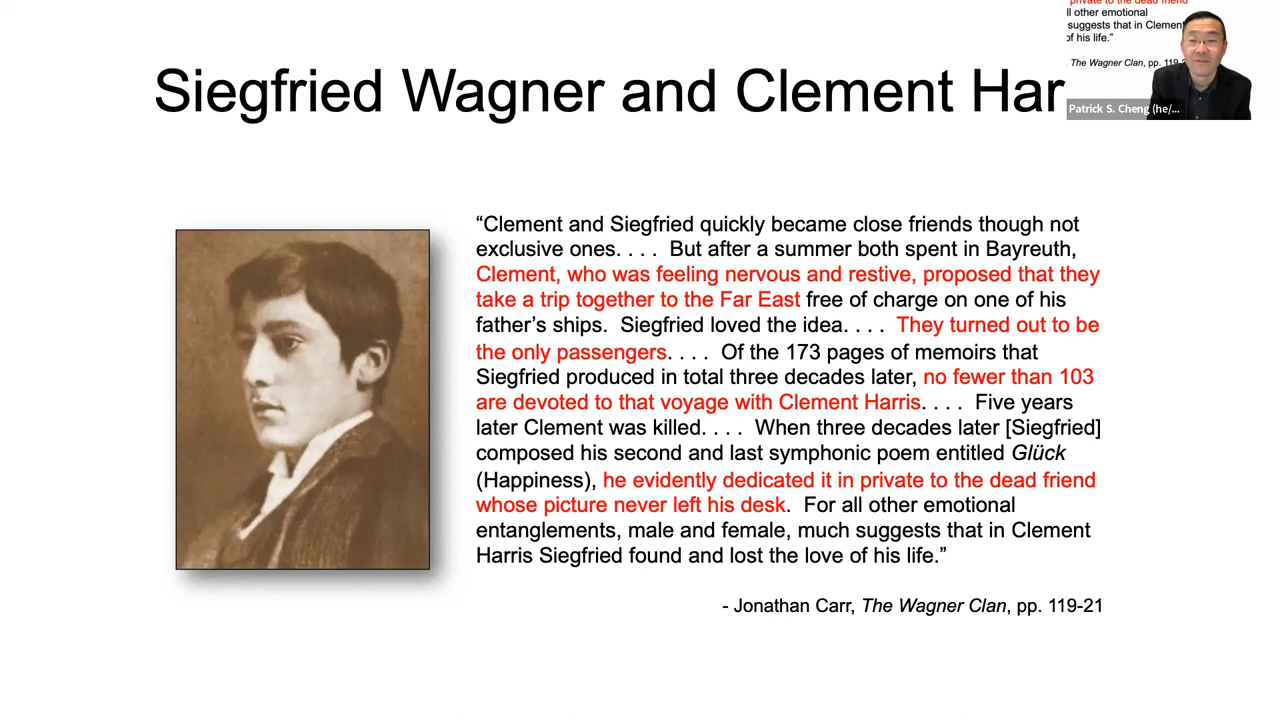 Siegfried Wagner and Clement Har
private to the dead friend
ll other emotional
suggests that in Clement
of his life.”
The Wagner Clan, pp. 119-
Patrick S. Cheng (he/...
“Clement and Siegfried quickly became close friends though not
exclusive ones. . . .  But after a summer both spent in Bayreuth,
Clement, who was feeling nervous and restive, proposed that they
take a trip together to the Far East free of charge on one of his
father’s ships.  Siegfried loved the idea. . . .  They turned out to be
the only passengers. . . .  Of the 173 pages of memoirs that
Siegfried produced in total three decades later, no fewer than 103
are devoted to that voyage with Clement Harris. . . .  Five years
later Clement was killed. . . .  When three decades later [Siegfried]
composed his second and last symphonic poem entitled Glück
(Happiness), he evidently dedicated it in private to the dead friend
whose picture never left his desk.  For all other emotional
entanglements, male and female, much suggests that in Clement
Harris Siegfried found and lost the love of his life.”
- Jonathan Carr, The Wagner Clan, pp. 119-21